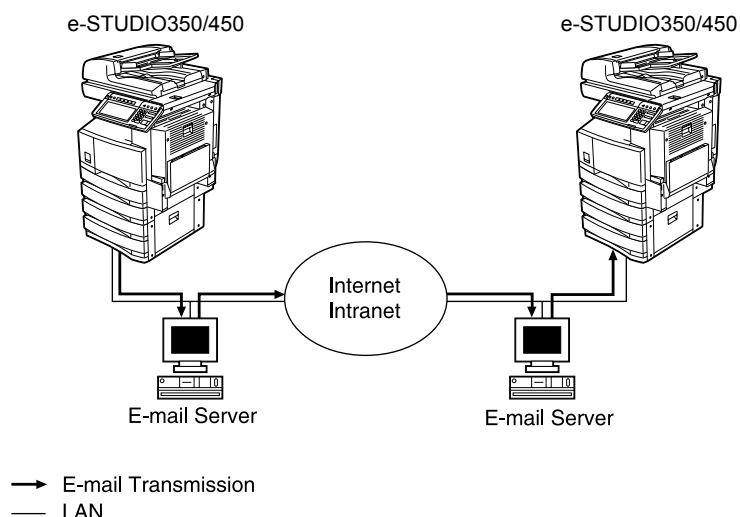 e-STUDIO350/450
e-STUDIO350/450
Internet
Intranet
E-mail Server
E-mail Server
E-mail Transmission
LAN